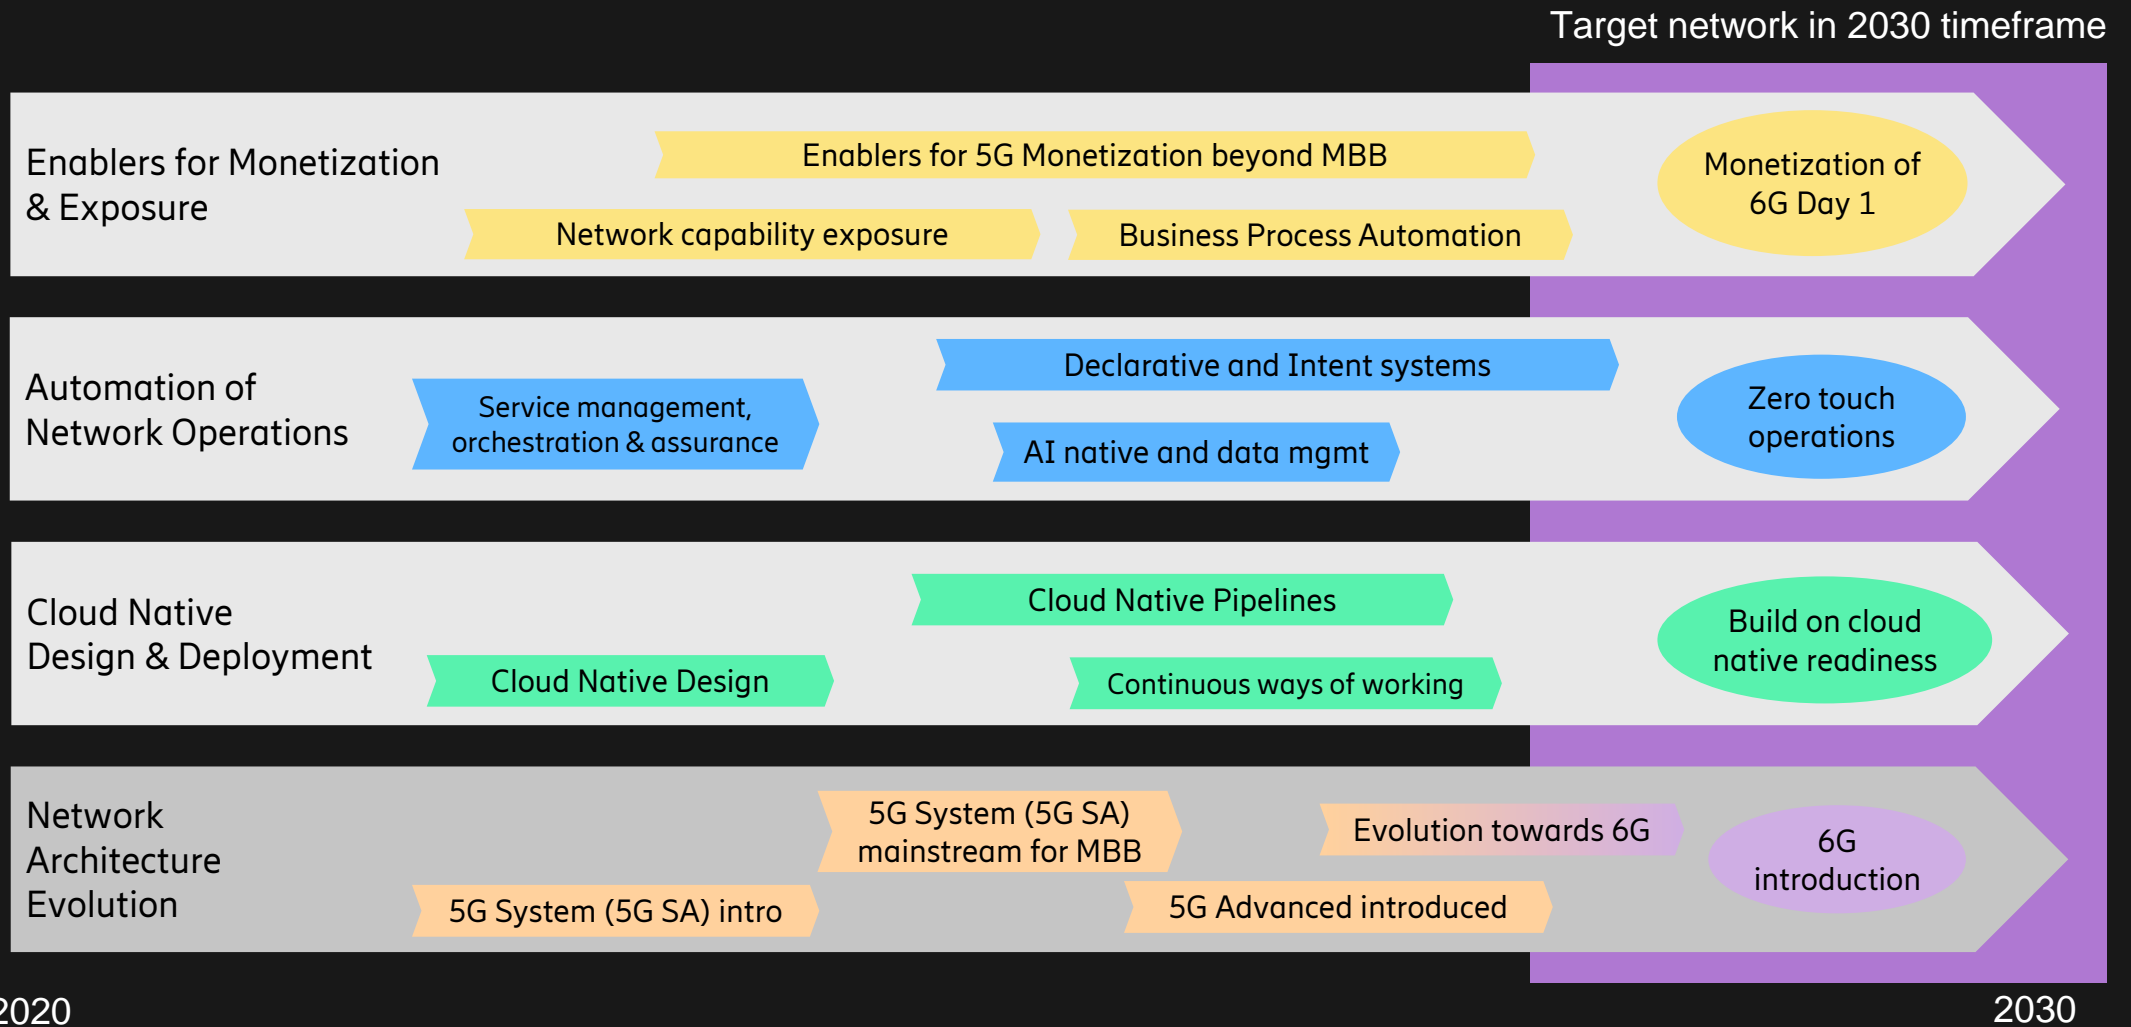 Target network in 2030 timeframe
Enablers for Monetization
& Exposure
Enablers for 5G Monetization beyond MBB
Network capability exposure
Business Process Automation
Monetization of
6G Day 1
Automation of
Network Operations
Service management,
orchestration & assurance
Declarative and Intent systems
AI native and data mgmt
Zero touch
operations
Cloud Native
Design & Deployment
Cloud Native Pipelines
Cloud Native Design
Continuous ways of working
Build on cloud
native readiness
Network
Architecture
Evolution
5G System (5G SA)
mainstream for MBB
5G System (5G SA) intro
Evolution towards 6G
5G Advanced introduced
6G
introduction
2020
2030